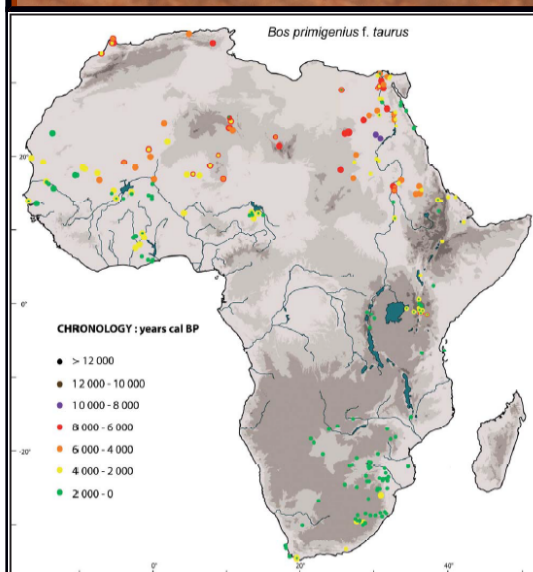 Bos primigenius f. taurus
20°
0°
CHRONOLOGY : years cal BP
> 12 000
12 000 - 10 000
10 000 - 8 000
8 000 - 6 000
6 000 - 4 000
4 000 - 2 000
2 000 - 0
-20°
0°
20°
40°